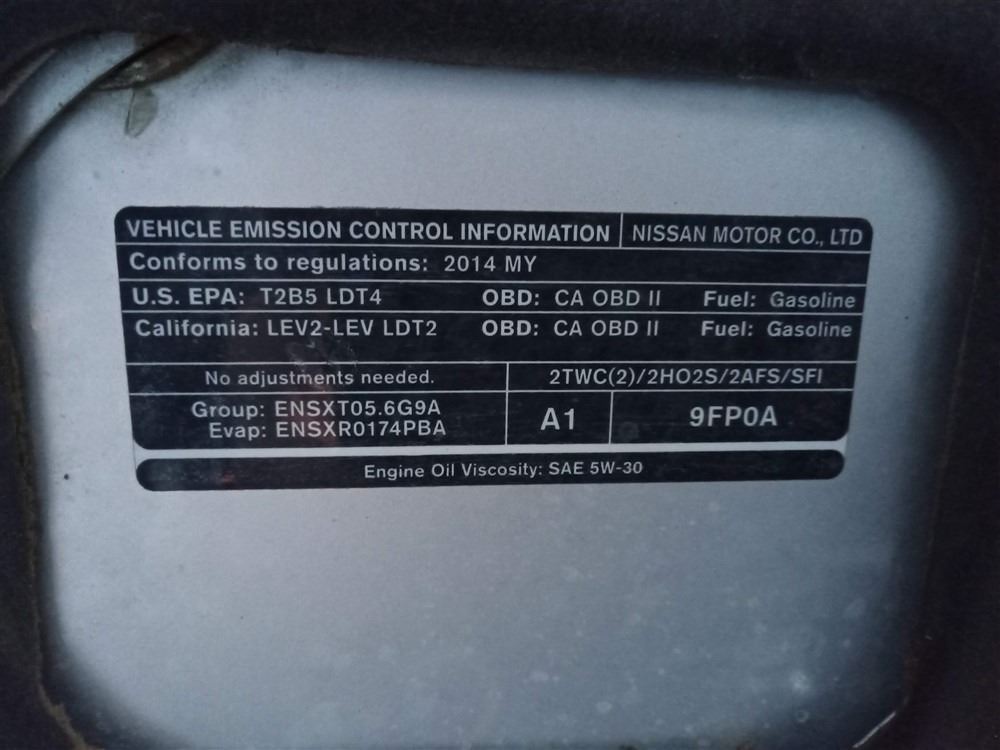 VEHICLE EMISSION CONTROL INFORMATION NISSAN MOTOR CO., LTD
Conforms to regulations: 2014 MY
U.S. EPA: T2B5 LDT4 OBD: CA OBD II Fuel: Gasoline
California: LEV2-LEV LDT2 OBD: CA OBD II Fuel: Gasoline
No adjustments needed. 2TWC(2)/2HO2S/2AFS/SFI
Group: ENSXT05.6G9A
Evap: ENSXR0174PBA
A1 9FP0A
Engine Oil Viscosity: SAE 5W-30